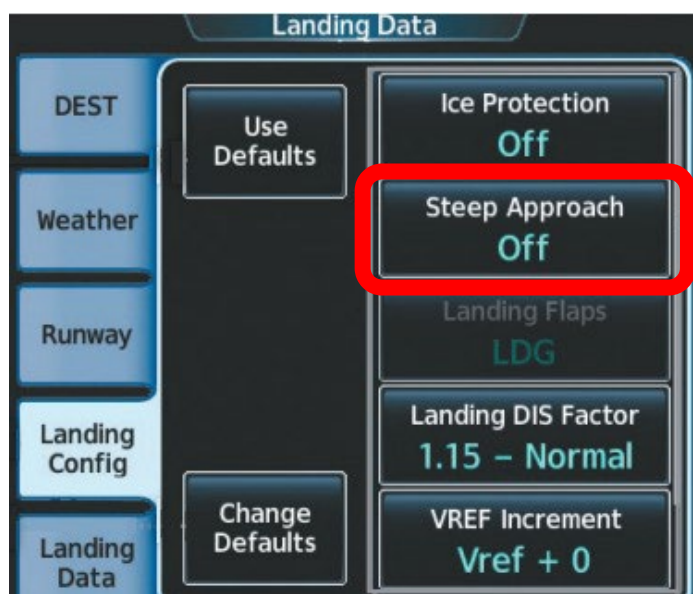 Landing Data
DEST
Weather
Runway
Landing
Config
Landing
Data
Use
Defaults
Change
Defaults
Ice Protection
Off
Steep Approach
Off
Landing Flaps
LDG
Landing DIS Factor
1.15 – Normal
VREF Increment
Vref + 0